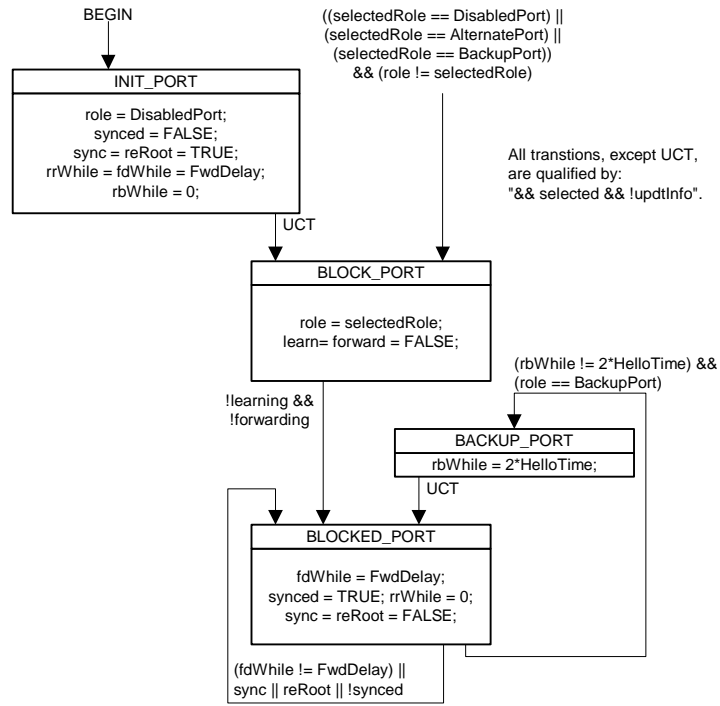 BEGIN
((selectedRole == DisabledPort) ||
(selectedRole == AlternatePort) ||
(selectedRole == BackupPort))
&& (role != selectedRole)
INIT_PORT
role = DisabledPort;
synced = FALSE;
sync = reRoot = TRUE;
rrWhile = fdWhile = FwdDelay;
rbWhile = 0;
All transtions, except UCT,
are qualified by:
"&& selected && !updtInfo".
UCT
BLOCK_PORT
role = selectedRole;
learn= forward = FALSE;
(rbWhile != 2*HelloTime) &&
(role == BackupPort)
!learning &&
!forwarding
BACKUP_PORT
rbWhile = 2*HelloTime;
UCT
BLOCKED_PORT
fdWhile = FwdDelay;
synced = TRUE; rrWhile = 0;
sync = reRoot = FALSE;
(fdWhile != FwdDelay) ||
sync || reRoot || !synced